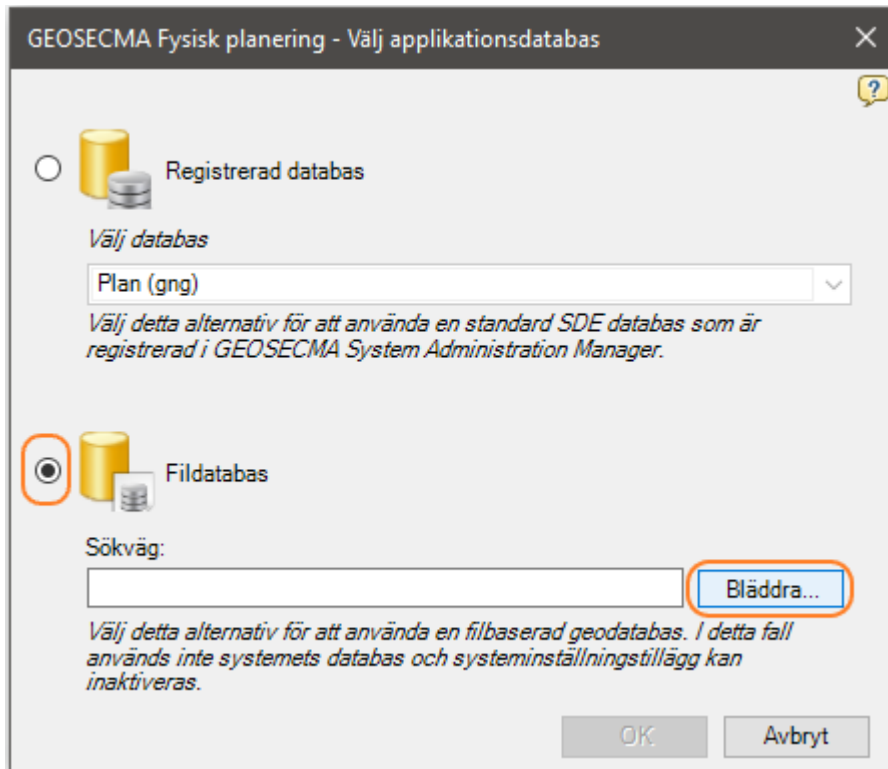 GEOSECMA Fysisk planering - Välj applikationsdatabas
?
Registrerad databas
Välj databas
Plan (gng)
Välj detta alternativ för att använda en standard SDE databas som är
registrerad i GEOSECMA System Administration Manager.
Fildatabas
Sökväg:
Bläddra...
Välj detta alternativ för att använda en filbaserad geodatabas. I detta fall
används inte systemets databas och systeminställningstillägg kan
inaktiveras.
OK
Avbryt